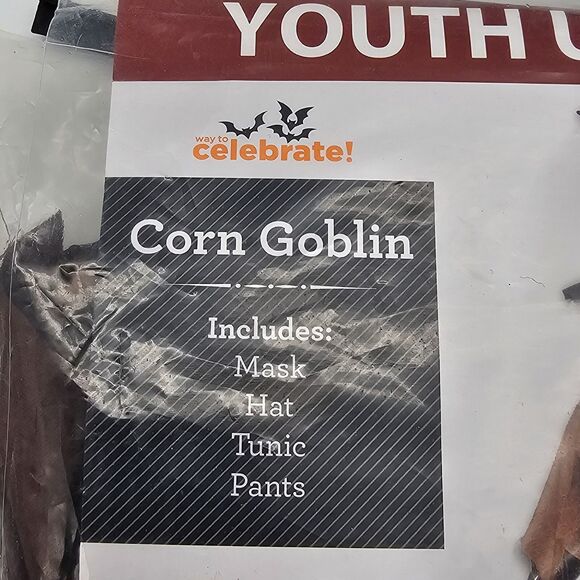 YOUTH U
way to
celebrate!
Corn Goblin
Includes:
Mask
Hat
Tunic
Pants